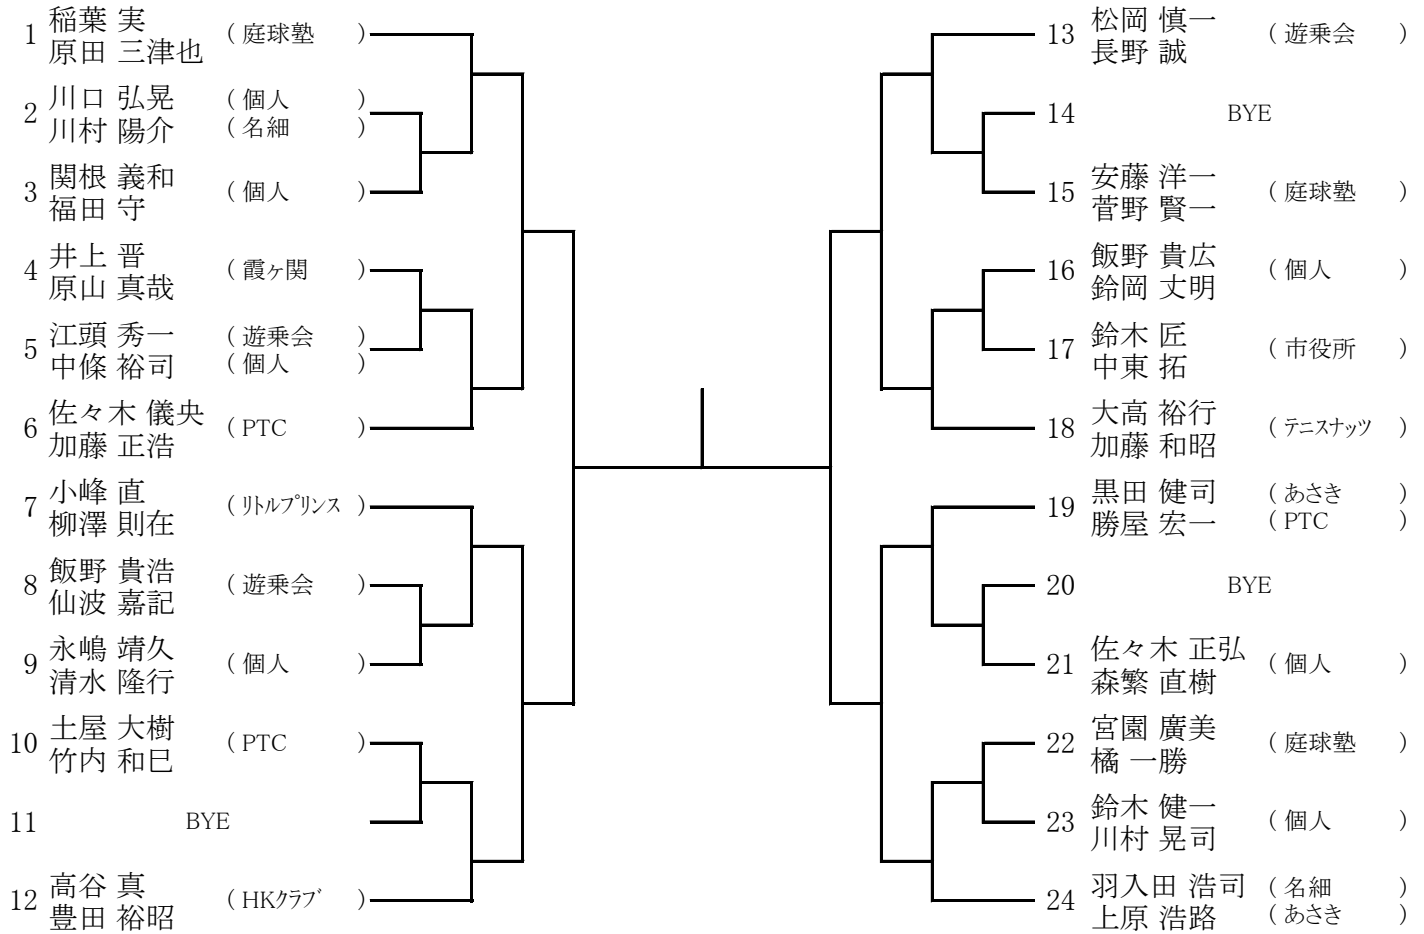 1 稲葉 実 ( 庭球塾 )
原田 三津也
2 川口 弘晃 ( 個人 )
川村 陽介 ( 名細 )
3 関根 義和 ( 個人 )
福田 守
4 井上 晋 ( 霞ヶ関 )
原山 真哉
5 江頭 秀一 ( 遊乗会 )
中條 裕司 ( 個人 )
6 佐々木 儀央 ( PTC )
加藤 正浩
7 小峰 直 ( リトルプリンス )
柳澤 則在
8 飯野 貴浩 ( 遊乗会 )
仙波 嘉記
9 永嶋 靖久 ( 個人 )
清水 隆行
10 土屋 大樹 ( PTC )
竹内 和巳
11 BYE
12 高谷 真 ( HKクラブ )
豊田 裕昭
13 松岡 慎一 ( 遊乗会 )
長野 誠
14 BYE
15 安藤 洋一 ( 庭球塾 )
菅野 賢一
16 飯野 貴広 ( 個人 )
鈴岡 丈明
17 鈴木 匠 ( 市役所 )
中東 拓
18 大高 裕行 ( テニスナッツ )
加藤 和昭
19 黒田 健司 ( あさき )
勝屋 宏一 ( PTC )
20 BYE
21 佐々木 正弘 ( 個人 )
森繁 直樹
22 宮園 廣美 ( 庭球塾 )
橘 一勝
23 鈴木 健一 ( 個人 )
川村 晃司
24 羽入田 浩司 ( 名細 )
上原 浩路 ( あさき )